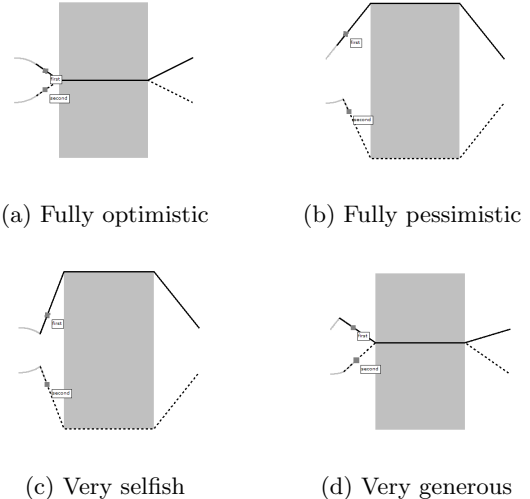 first
second
first
second
(a) Fully optimistic
(b) Fully pessimistic
first
second
first
second
(c) Very selfish
(d) Very generous